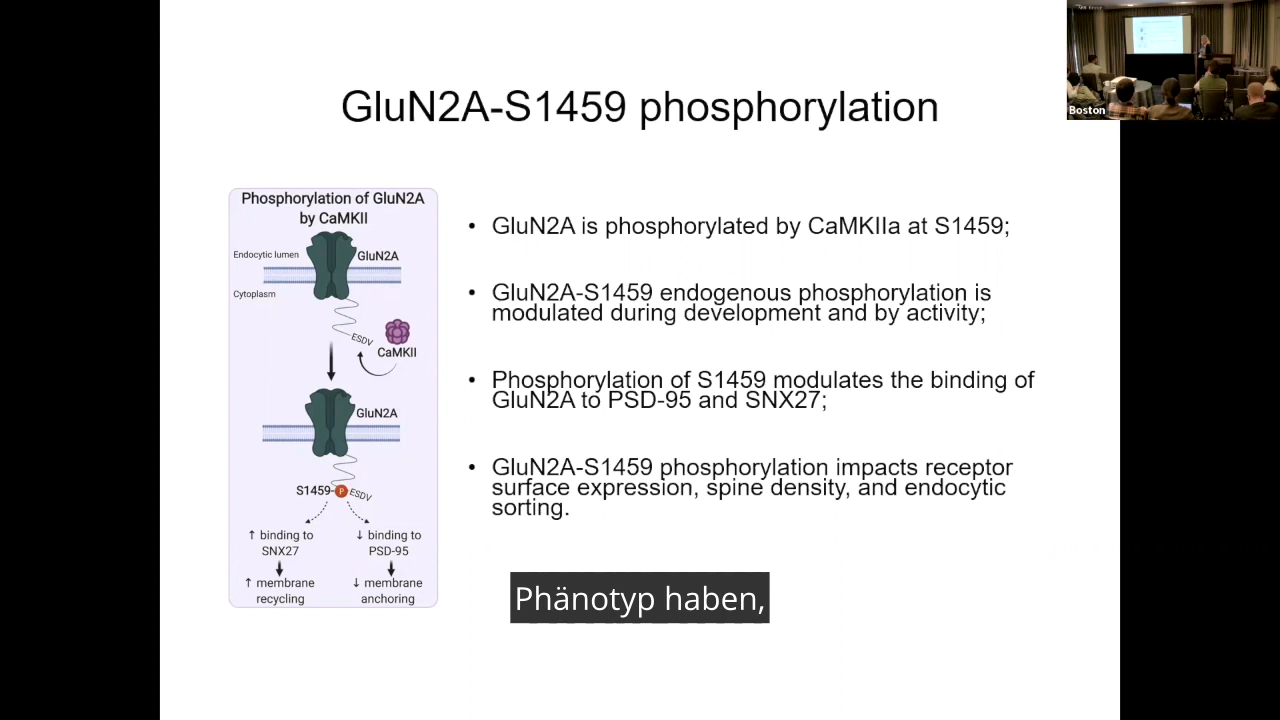 GluN2A-S1459 phosphorylation
Boston
Phosphorylation of GluN2A
by CaMKII
Endocytic lumen
GluN2A
Cytoplasm
ESDV
CaMKII
GluN2A
S1459-P ESDV
↑ binding to
SNX27
↓ binding to
PSD-95
↑ membrane
recycling
↓ membrane
anchoring
• GluN2A is phosphorylated by CaMKIIa at S1459;
• GluN2A-S1459 endogenous phosphorylation is
modulated during development and by activity;
• Phosphorylation of S1459 modulates the binding of
GluN2A to PSD-95 and SNX27;
• GluN2A-S1459 phosphorylation impacts receptor
surface expression, spine density, and endocytic
sorting.
Phänotyp haben,